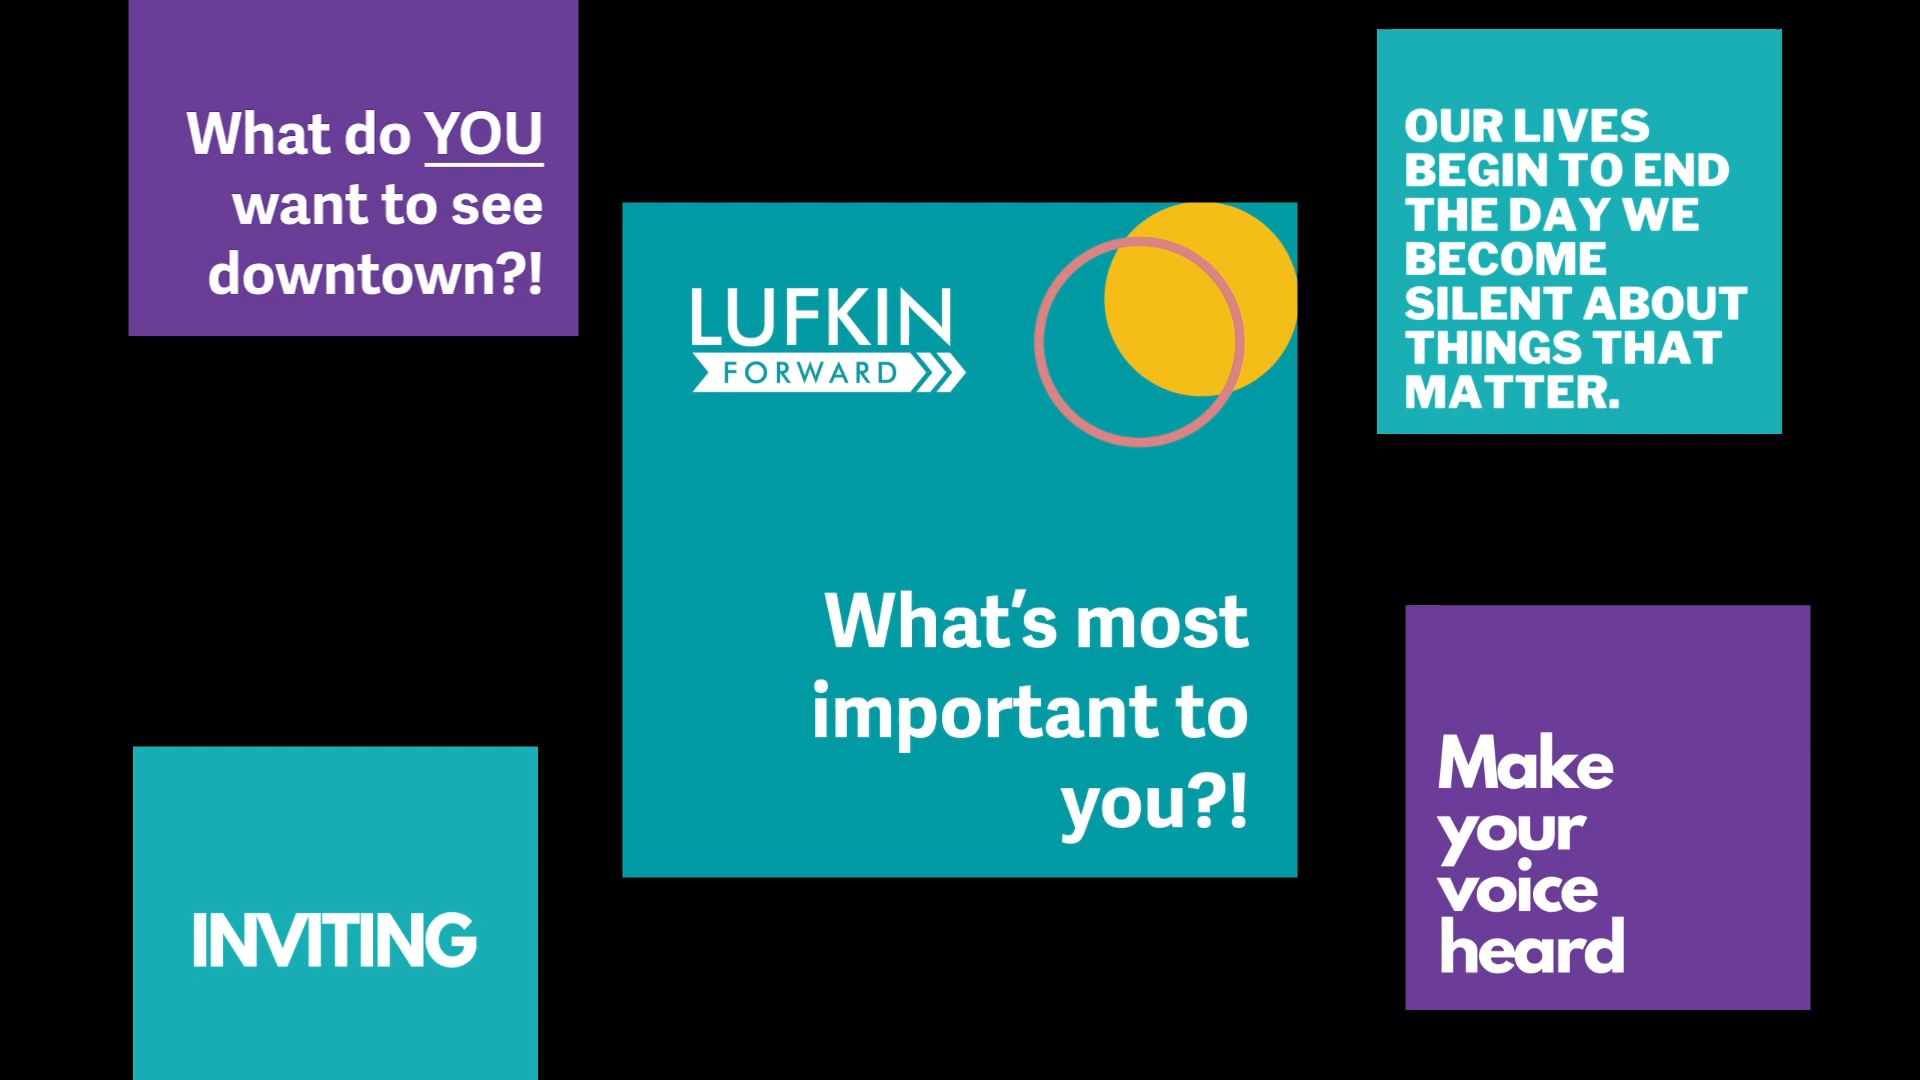 What do YOU
want to see
downtown?!
LUFKIN
FORWARD
What's most
important to
you?!
OUR LIVES
BEGIN TO END
THE DAY WE
BECOME
SILENT ABOUT
THINGS THAT
MATTER.
INVITING
Make
your
voice
heard